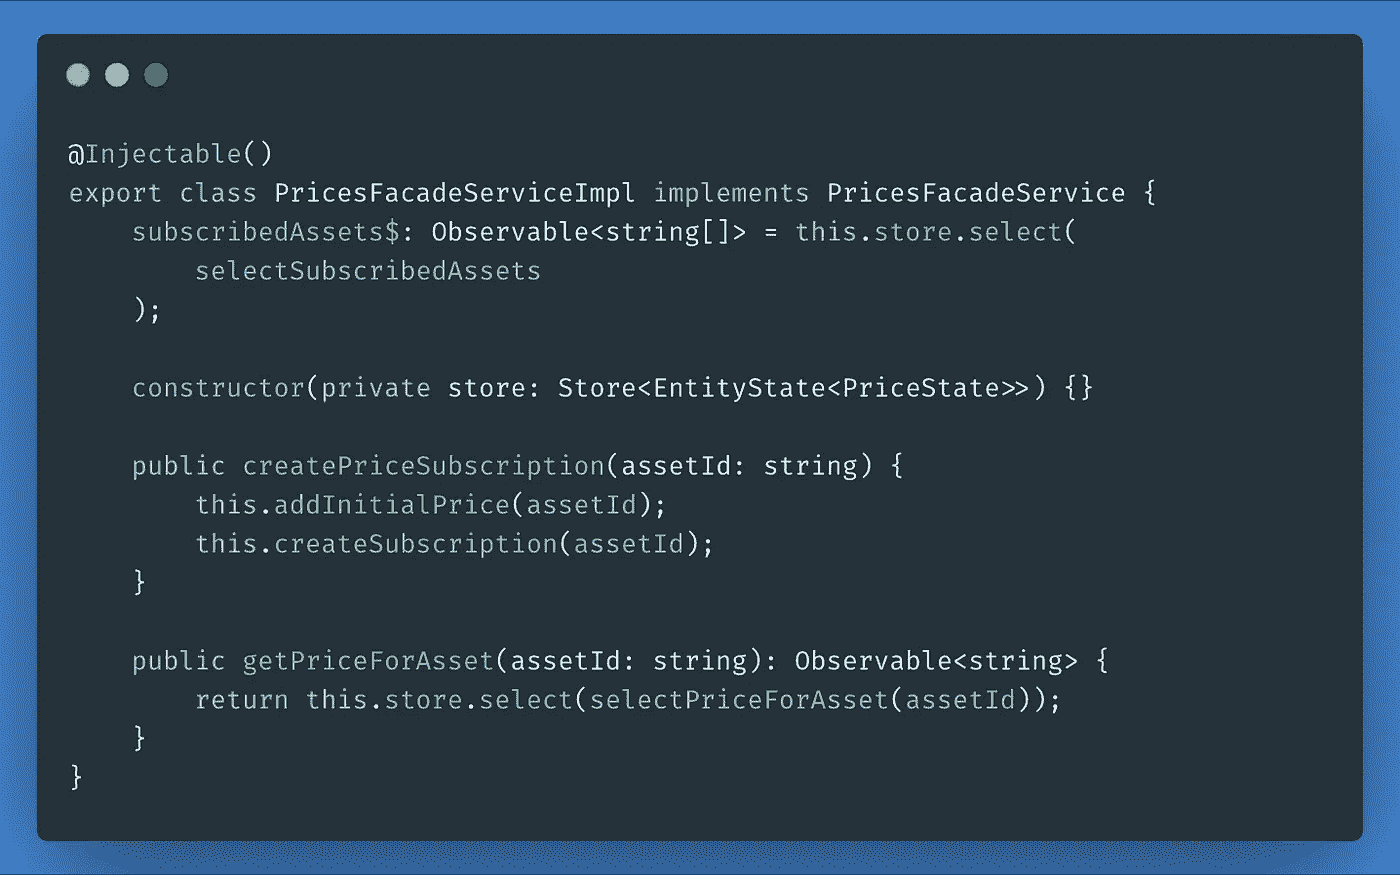 @Injectable()
export class PricesFacadeServiceImpl implements PricesFacadeService {
    subscribedAssets$: Observable<string[]> = this.store.select(
        selectSubscribedAssets
    );

    constructor(private store: Store<EntityState<PriceState>>) {}

    public createPriceSubscription(assetId: string) {
        this.addInitialPrice(assetId);
        this.createSubscription(assetId);
    }

    public getPriceForAsset(assetId: string): Observable<string> {
        return this.store.select(selectPriceForAsset(assetId));
    }
}